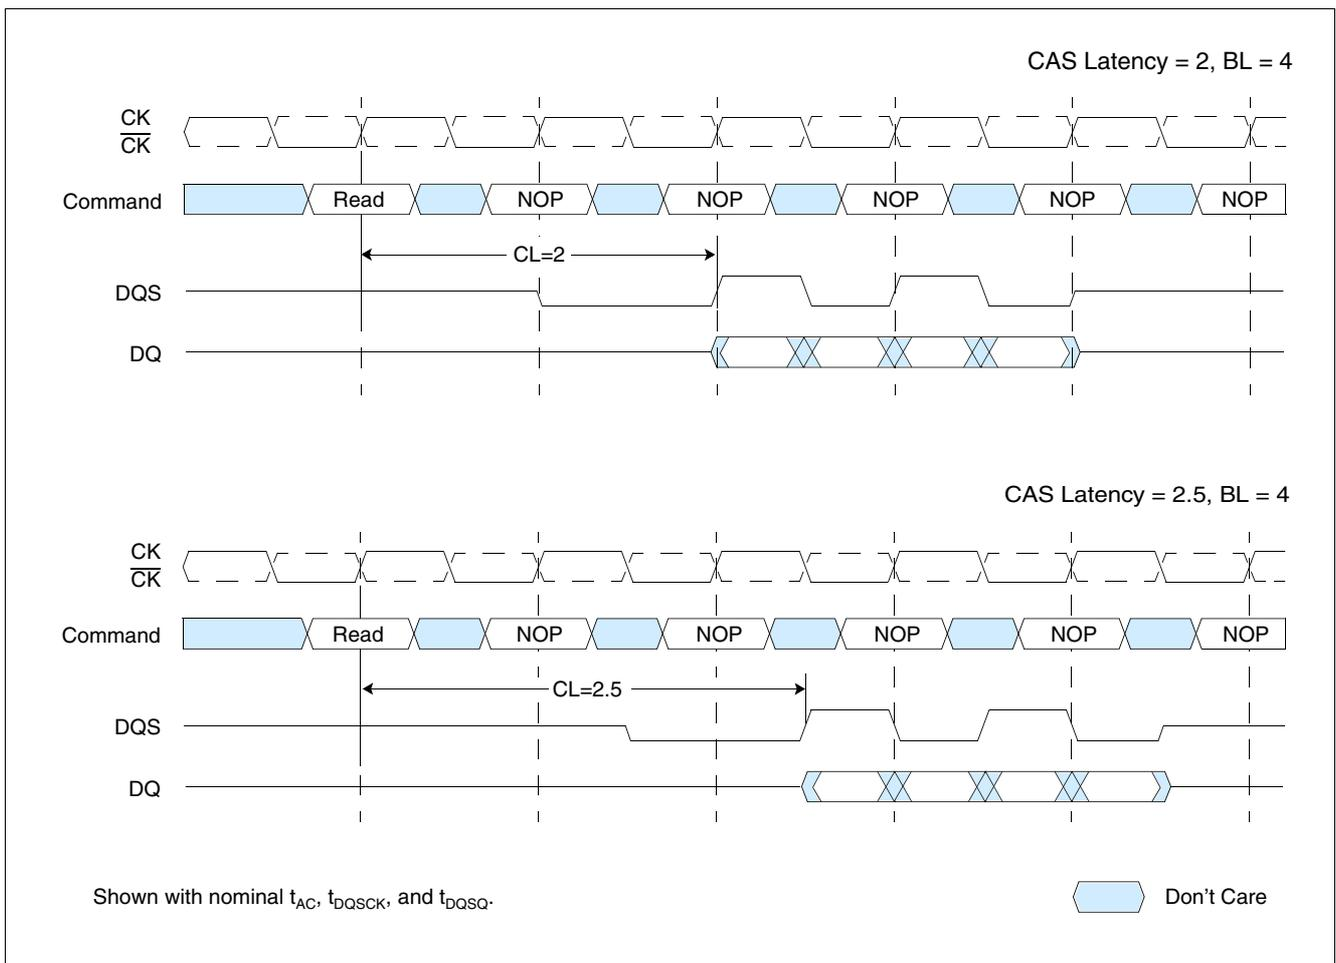 CAS Latency = 2, BL = 4
CK
CK
Command
Read NOP NOP NOP NOP NOP
CL=2
DQS
DQ
CAS Latency = 2.5, BL = 4
CK
CK
Command
Read NOP NOP NOP NOP NOP
CL=2.5
DQS
DQ
Shown with nominal tAC, tDQSCK, and tDQSQ.
Don't Care